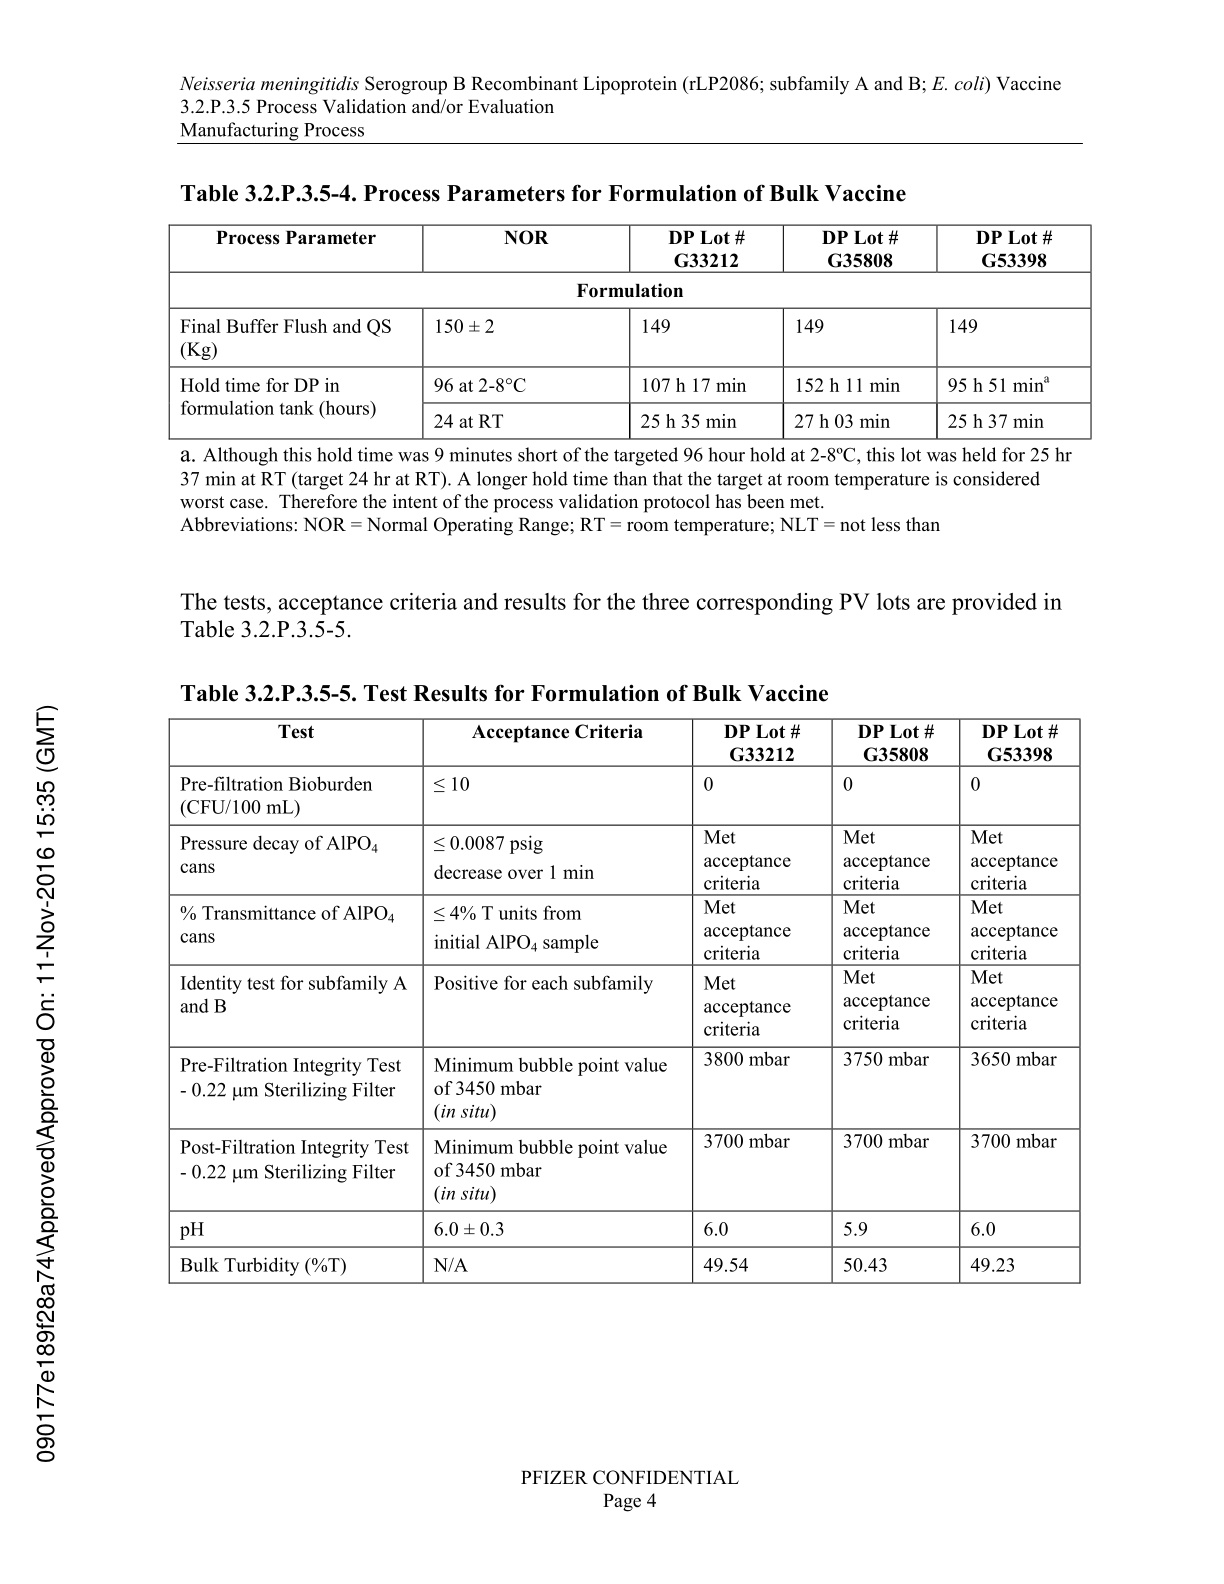 Neisseria meningitidis Serogroup B Recombinant Lipoprotein (rLP2086; subfamily A and B; E. coli) Vaccine
3.2.P.3.5 Process Validation and/or Evaluation
Manufacturing Process
Table 3.2.P.3.5-4. Process Parameters for Formulation of Bulk Vaccine
Process Parameter NOR DP Lot # G33212 DP Lot # G35808 DP Lot # G53398
Formulation
Final Buffer Flush and QS (Kg) 150 ± 2 149 149 149
Hold time for DP in formulation tank (hours) 96 at 2-8°C 107 h 17 min 152 h 11 min 95 h 51 minª
24 at RT 25 h 35 min 27 h 03 min 25 h 37 min
a. Although this hold time was 9 minutes short of the targeted 96 hour hold at 2-8ºC, this lot was held for 25 hr
37 min at RT (target 24 hr at RT). A longer hold time than that the target at room temperature is considered
worst case. Therefore the intent of the process validation protocol has been met.
Abbreviations: NOR = Normal Operating Range; RT = room temperature; NLT = not less than
The tests, acceptance criteria and results for the three corresponding PV lots are provided in
Table 3.2.P.3.5-5.
Table 3.2.P.3.5-5. Test Results for Formulation of Bulk Vaccine
Test Acceptance Criteria DP Lot # G33212 DP Lot # G35808 DP Lot # G53398
Pre-filtration Bioburden (CFU/100 mL) ≤ 10 0 0 0
Pressure decay of AlPO4 cans ≤ 0.0087 psig decrease over 1 min Met acceptance criteria Met acceptance criteria Met acceptance criteria
% Transmittance of AlPO4 cans ≤ 4% T units from initial AlPO4 sample Met acceptance criteria Met acceptance criteria Met acceptance criteria
Identity test for subfamily A and B Positive for each subfamily Met acceptance criteria Met acceptance criteria Met acceptance criteria
Pre-Filtration Integrity Test - 0.22 µm Sterilizing Filter Minimum bubble point value of 3450 mbar (in situ) 3800 mbar 3750 mbar 3650 mbar
Post-Filtration Integrity Test - 0.22 µm Sterilizing Filter Minimum bubble point value of 3450 mbar (in situ) 3700 mbar 3700 mbar 3700 mbar
pH 6.0 ± 0.3 6.0 5.9 6.0
Bulk Turbidity (%T) N/A 49.54 50.43 49.23
090177e189f28a74\Approved\Approved On: 11-Nov-2016 15:35 (GMT)
PFIZER CONFIDENTIAL
Page 4